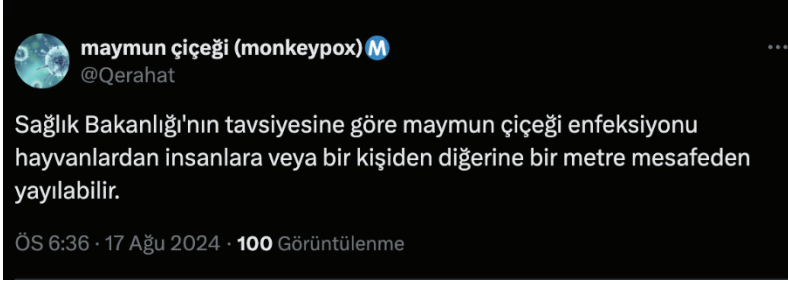 maymun çiçeği (monkeypox)Ⓜ️
@Qerahat
Sağlık Bakanlığı'nın tavsiyesine göre maymun çiçeği enfeksiyonu
hayvanlardan insanlara veya bir kişiden diğerine bir metre mesafeden
yayılabilir.
ÖS 6:36 · 17 Ağu 2024 · 100 Görüntülenme